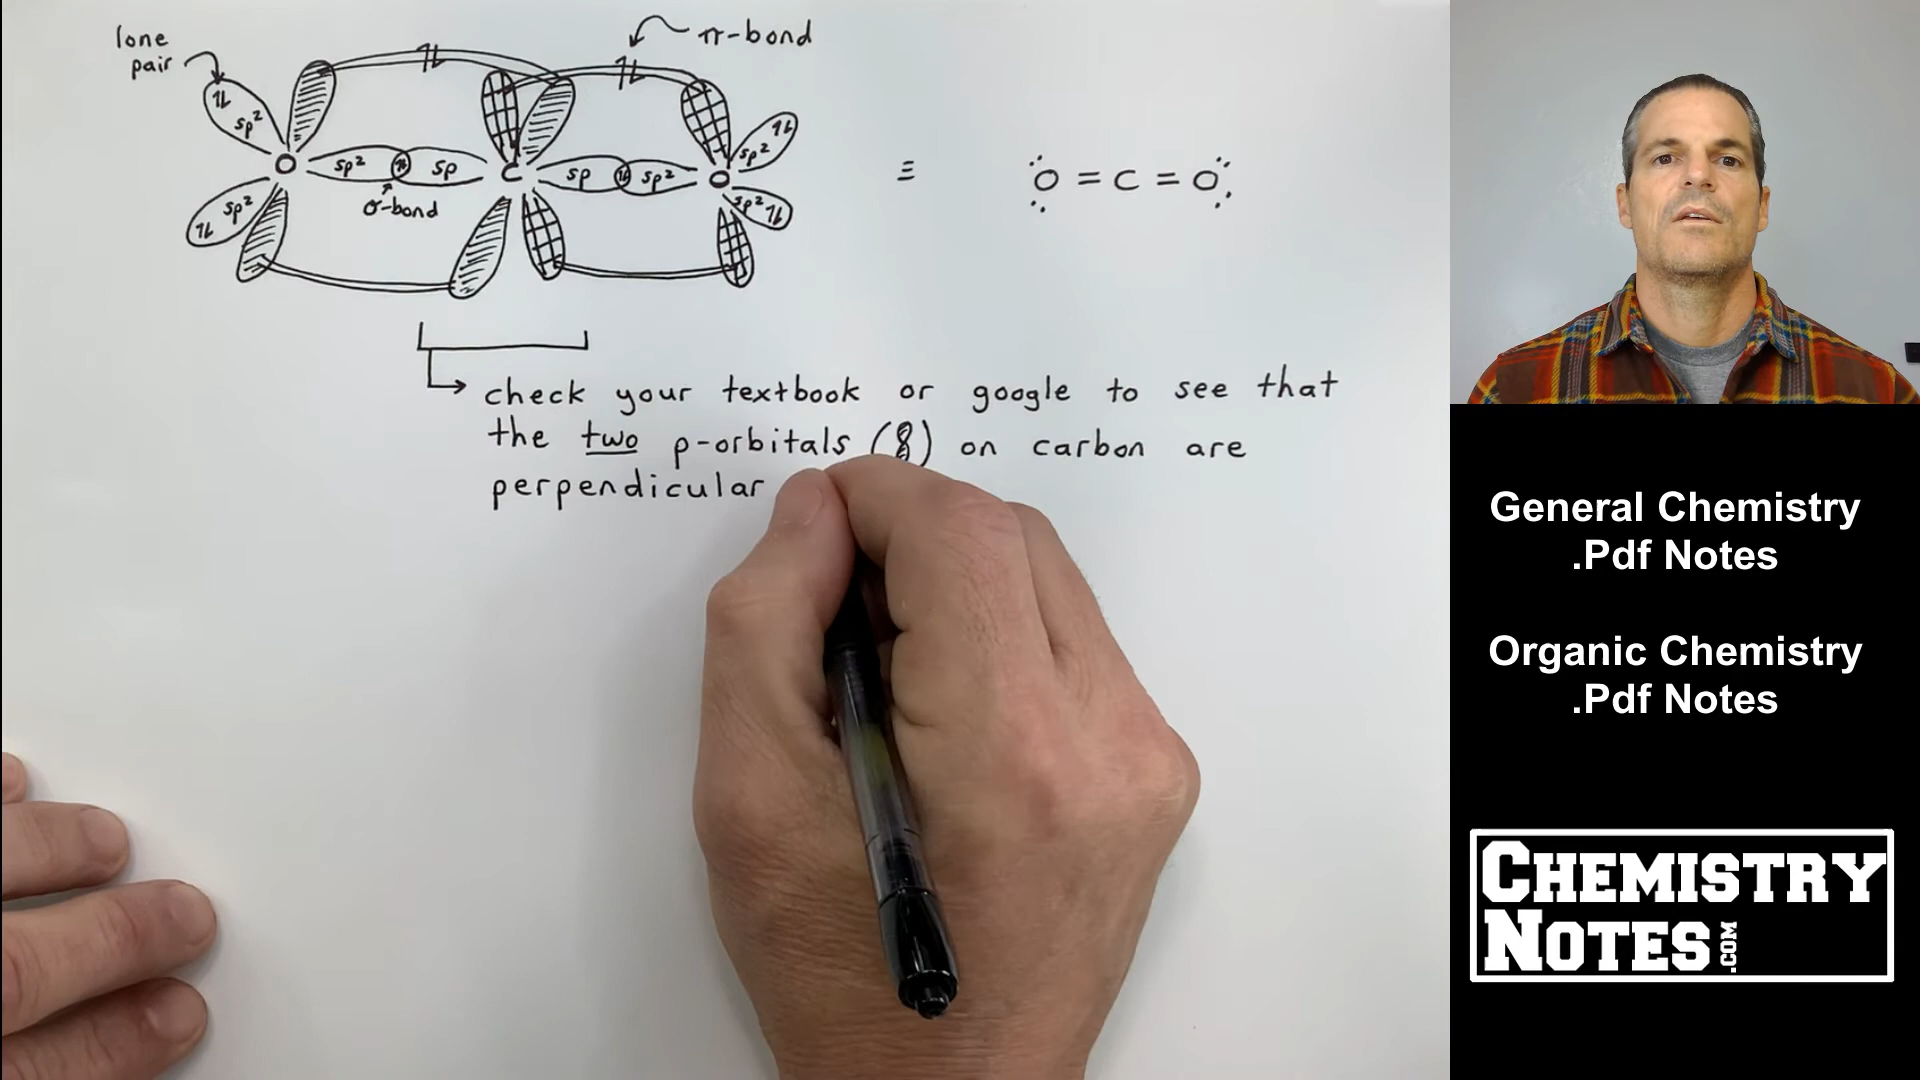 lone
pair
π-bond
sp²
sp²
O
sp²
sp
C
sp
sp²
O
sp²
sp²
σ-bond
≡
O = C = O
check your textbook or google to see that
the two p-orbitals (8) on carbon are
perpendicular
General Chemistry
.Pdf Notes
Organic Chemistry
.Pdf Notes
CHEMISTRY
NOTES.COM